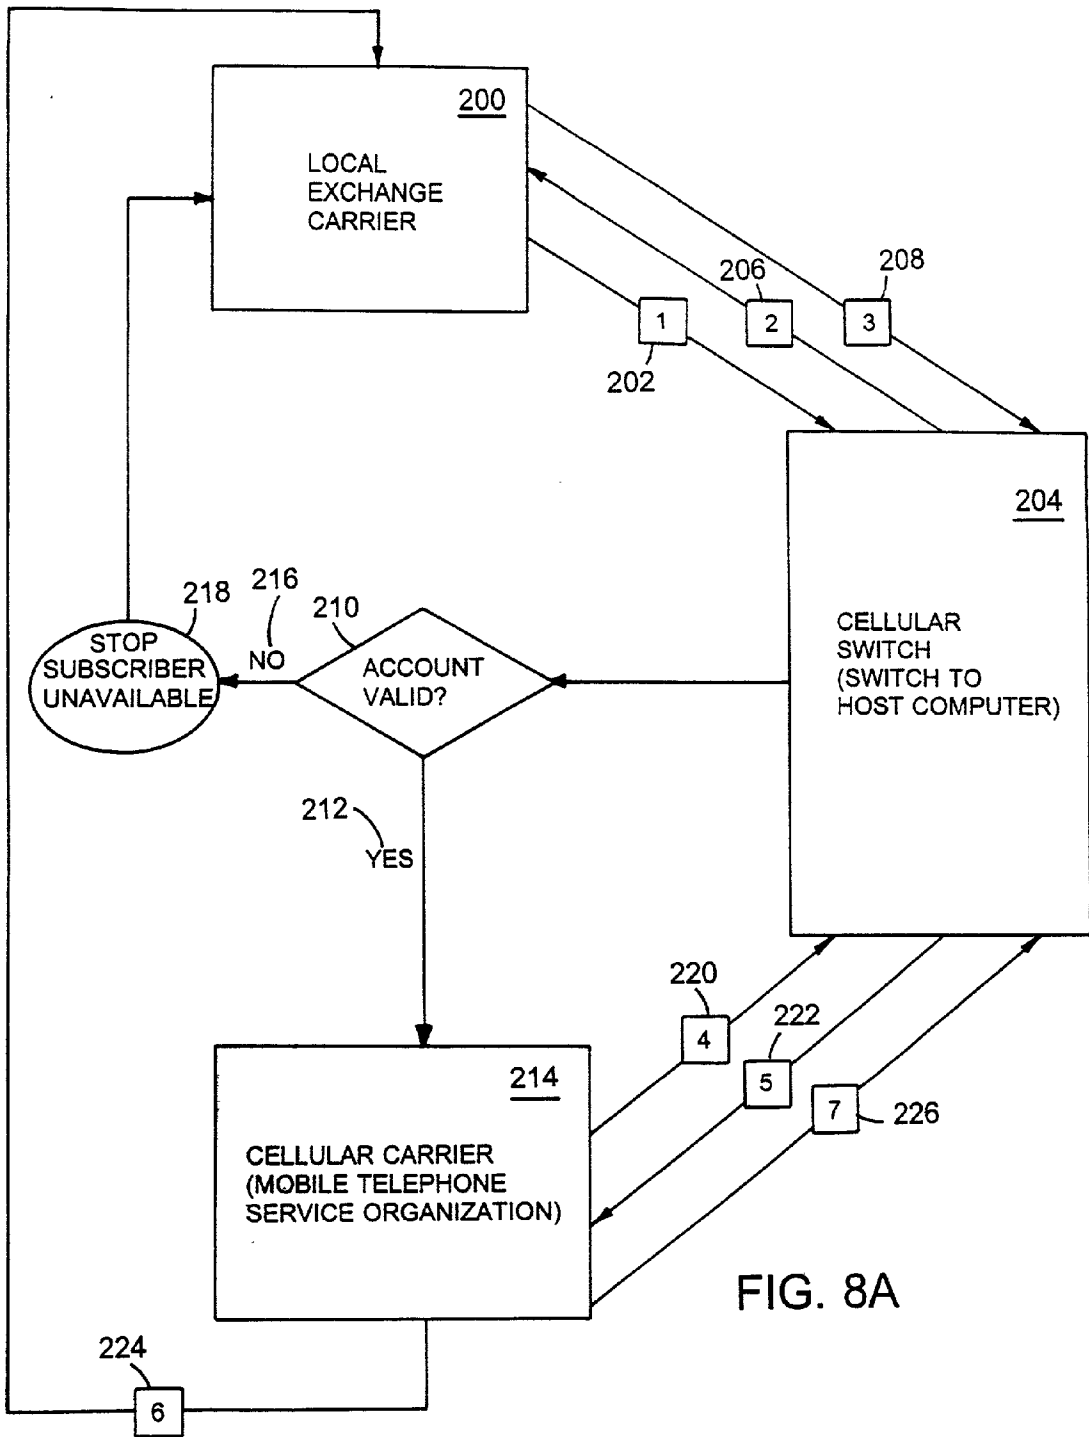 200
LOCAL
EXCHANGE
CARRIER
206
208
1
2
3
202
204
CELLULAR
SWITCH
(SWITCH TO
HOST COMPUTER)
218
216
210
STOP
SUBSCRIBER
UNAVAILABLE
NO
ACCOUNT
VALID?
212
YES
220
222
4
5
7
226
214
CELLULAR CARRIER
(MOBILE TELEPHONE
SERVICE ORGANIZATION)
FIG. 8A
224
6